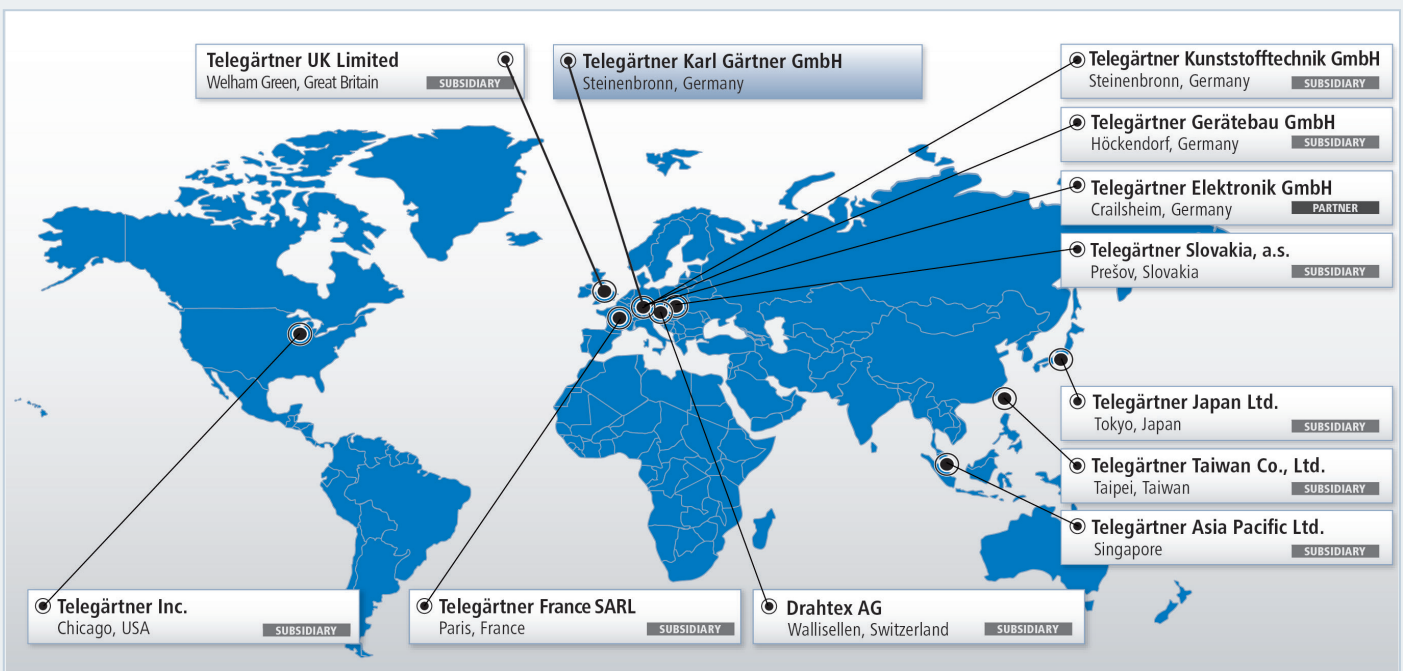 Telegärtner UK Limited
Welham Green, Great Britain
SUBSIDIARY
Telegärtner Karl Gärtner GmbH
Steinenbronn, Germany
Telegärtner Kunststofftechnik GmbH
Steinenbronn, Germany
SUBSIDIARY
Telegärtner Gerätebau GmbH
Höckendorf, Germany
SUBSIDIARY
Telegärtner Elektronik GmbH
Crailsheim, Germany
PARTNER
Telegärtner Slovakia, a.s.
Prešov, Slovakia
SUBSIDIARY
Telegärtner Japan Ltd.
Tokyo, Japan
SUBSIDIARY
Telegärtner Taiwan Co., Ltd.
Taipei, Taiwan
SUBSIDIARY
Telegärtner Asia Pacific Ltd.
Singapore
SUBSIDIARY
Telegärtner Inc.
Chicago, USA
SUBSIDIARY
Telegärtner France SARL
Paris, France
SUBSIDIARY
Drahtex AG
Wallisellen, Switzerland
SUBSIDIARY